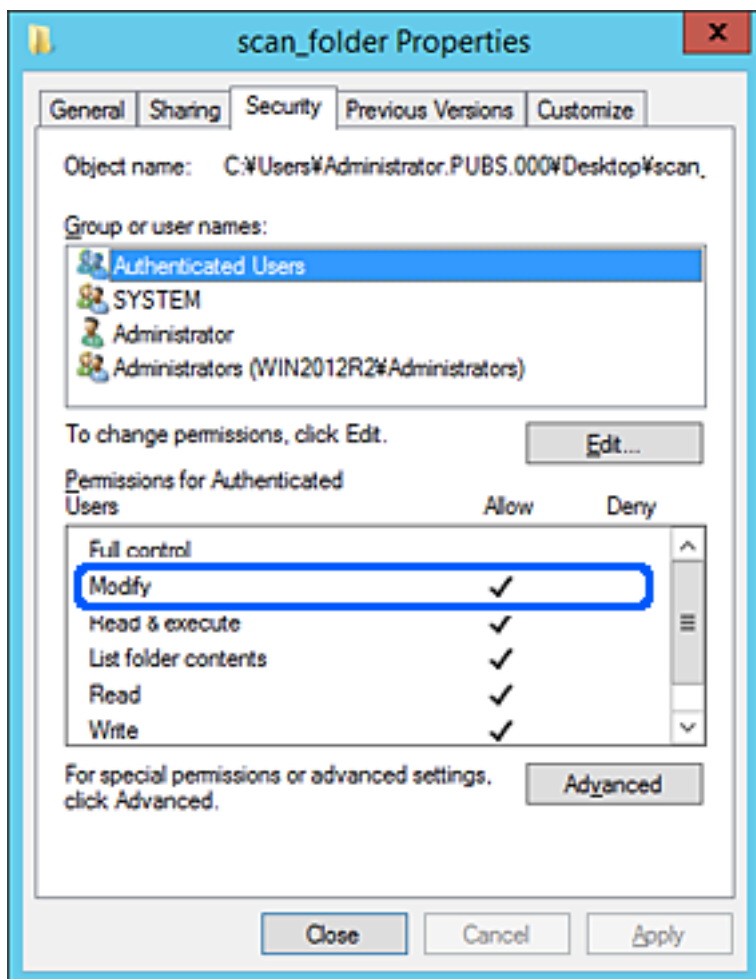 scan_folder Properties
General Sharing Security Previous Versions Customize
Object name: C:¥Users¥Administrator.PUBS.000¥Desktop¥scan_
Group or user names:
Authenticated Users
SYSTEM
Administrator
Administrators (WIN2012R2¥Administrators)
To change permissions, click Edit.
Edit...
Permissions for Authenticated
Users Allow Deny
Full control
Modify
Read & execute
List folder contents
Read
Write
For special permissions or advanced settings,
click Advanced.
Advanced
Close Cancel Apply